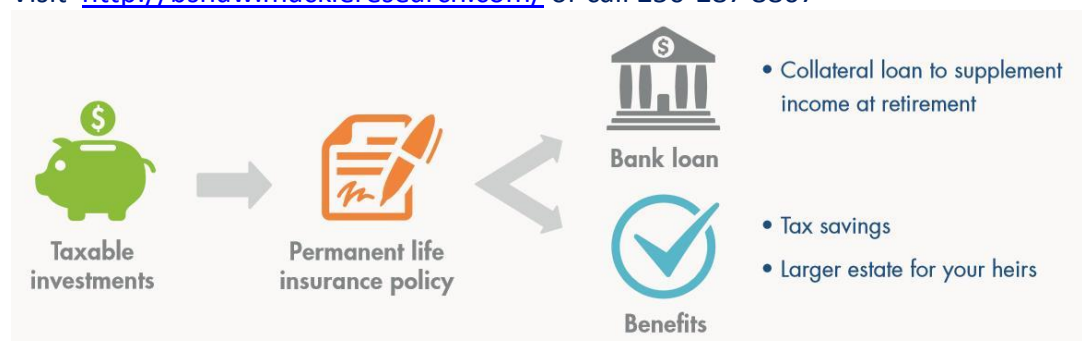 $
Taxable
investments
Permanent life
insurance policy
$
Bank loan
• Collateral loan to supplement
income at retirement
Benefits
• Tax savings
• Larger estate for your heirs